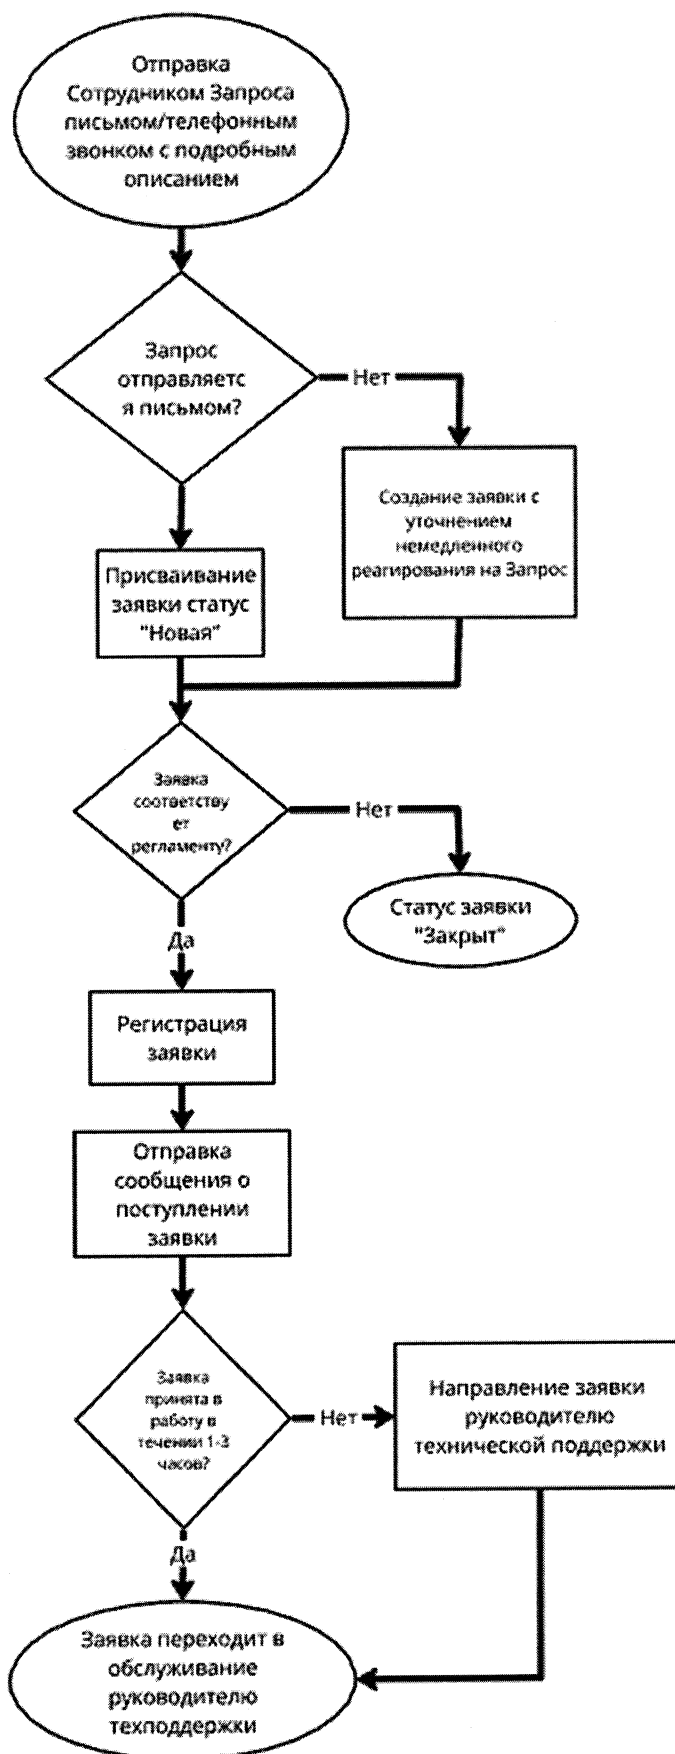 Отправка
Сотрудником Запроса
письмом/телефонным
звонком с подробным
описанием
Запрос
отправляетс
я письмом?
Нет
Создание заявки с
уточнением
немедленного
реагирования на Запрос
Присваивание
заявки статус
"Новая"
Заявка
соответству
ет
регламенту?
Нет
Статус заявки
"Закрыт"
Да
Регистрация
заявки
Отправка
сообщения о
поступлении
заявки
Заявка
принята в
работу в
течении 1-3
часов?
Нет
Направление заявки
руководителю
технической поддержки
Да
Заявка переходит в
обслуживание
руководителю
техподдержки